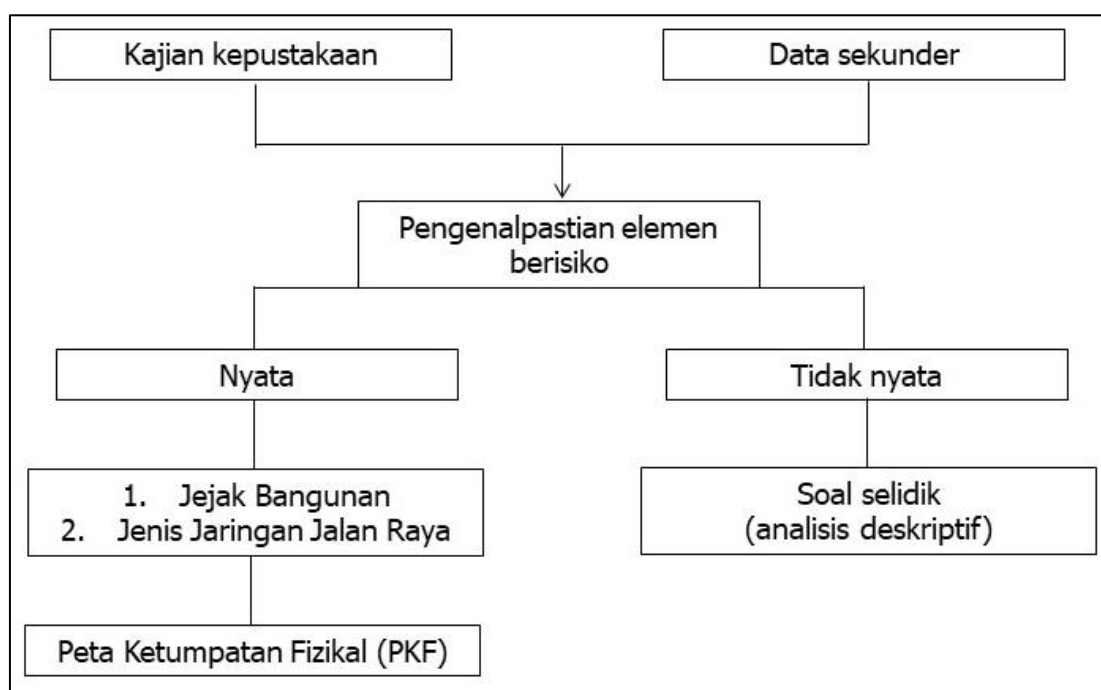 Kajian kepustakaan
Data sekunder
Pengenalpastian elemen
berisiko
Nyata
Tidak nyata
1. Jejak Bangunan
2. Jenis Jaringan Jalan Raya
Soal selidik
(analisis deskriptif)
Peta Ketumpatan Fizikal (PKF)